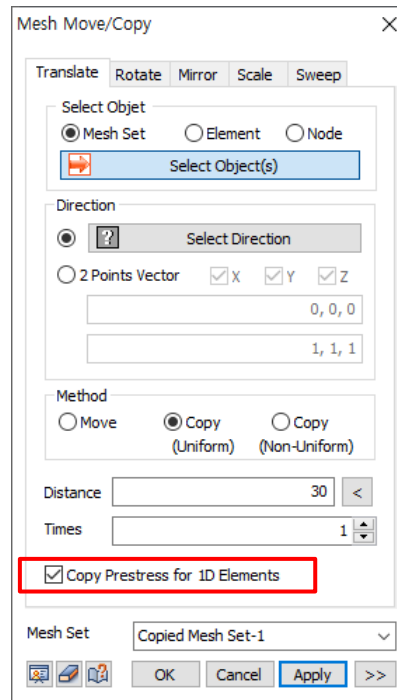 Mesh Move/Copy
Translate Rotate Mirror Scale Sweep
Select Objet
Mesh Set Element Node
Select Object(s)
Direction
? Select Direction
2 Points Vector X Y Z
0, 0, 0
1, 1, 1
Method
Move Copy (Uniform) Copy (Non-Uniform)
Distance 30 <
Times 1
Copy Prestress for 1D Elements
Mesh Set Copied Mesh Set-1
OK Cancel Apply >>